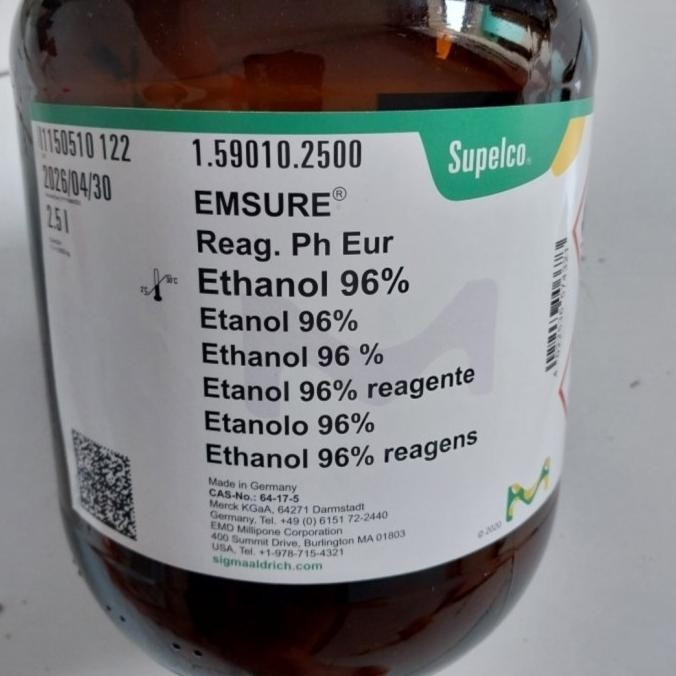 I1150510 122
2026/04/30
2.5 l
1.59010.2500
Supelco®
EMSURE®
Reag. Ph Eur
Ethanol 96%
Etanol 96%
Ethanol 96 %
Etanol 96% reagente
Etanolo 96%
Ethanol 96% reagens
Made in Germany
CAS-No.: 64-17-5
Merck KGaA, 64271 Darmstadt
Germany, Tel. +49 (0) 6151 72-2440
EMD Millipore Corporation
400 Summit Drive, Burlington MA 01803
USA, Tel. +1-978-715-4321
sigmaaldrich.com
© 2020